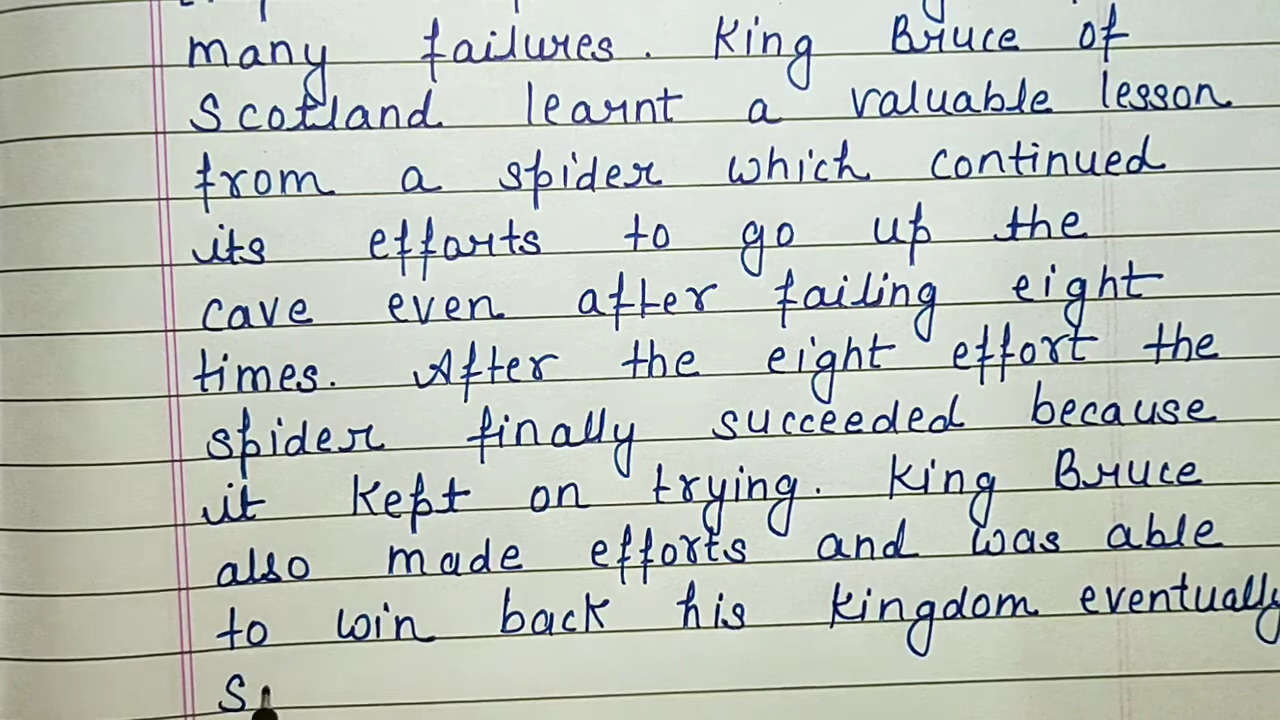 many failures. King Bruce of
Scotland learnt a valuable lesson
from a spider which continued
its efforts to go up the
cave even after failing eight
times. After the eight effort the
spider finally succeeded because
it kept on trying. King Bruce
also made efforts and was able
to win back his kingdom eventually
S